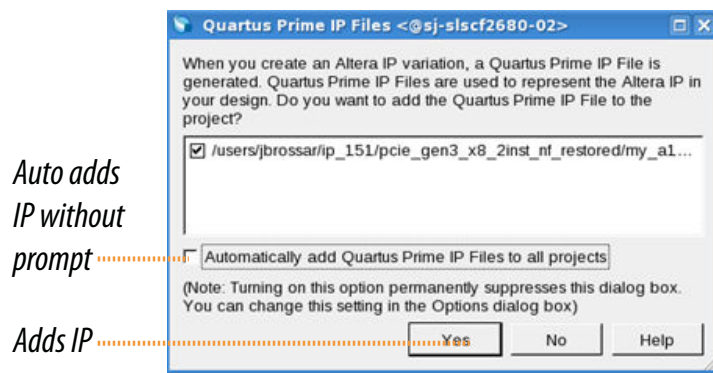 Quartus Prime IP Files <@sj-slscf2680-02>
When you create an Altera IP variation, a Quartus Prime IP File is
generated. Quartus Prime IP Files are used to represent the Altera IP in
your design. Do you want to add the Quartus Prime IP File to the
project?
/users/jbrossar/ip_151/pcie_gen3_x8_2inst_nf_restored/my_a1...
Auto adds
IP without
prompt
Automatically add Quartus Prime IP Files to all projects
(Note: Turning on this option permanently suppresses this dialog box.
You can change this setting in the Options dialog box)
Adds IP
Yes No Help